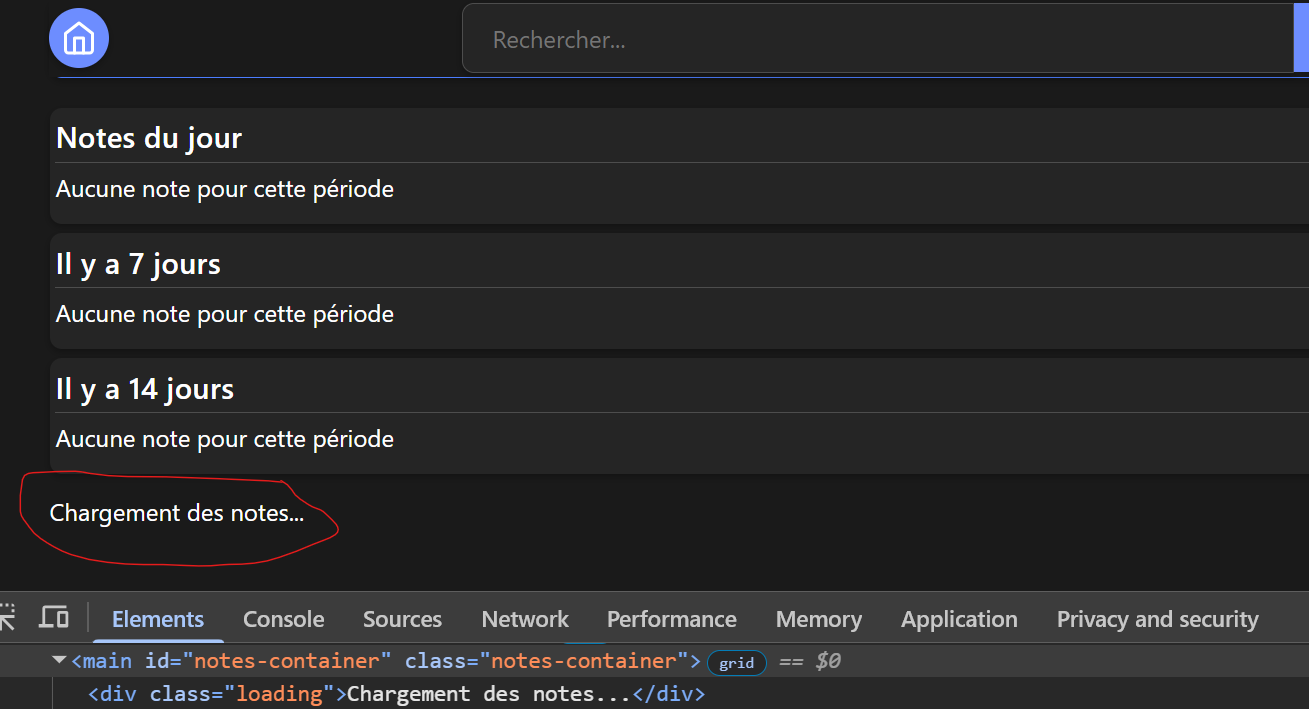 Rechercher...
Notes du jour
Aucune note pour cette période
Il y a 7 jours
Aucune note pour cette période
Il y a 14 jours
Aucune note pour cette période
Chargement des notes...
Elements Console Sources Network Performance Memory Application Privacy and security
<main id="notes-container" class="notes-container"> grid == $0
<div class="loading">Chargement des notes...</div>